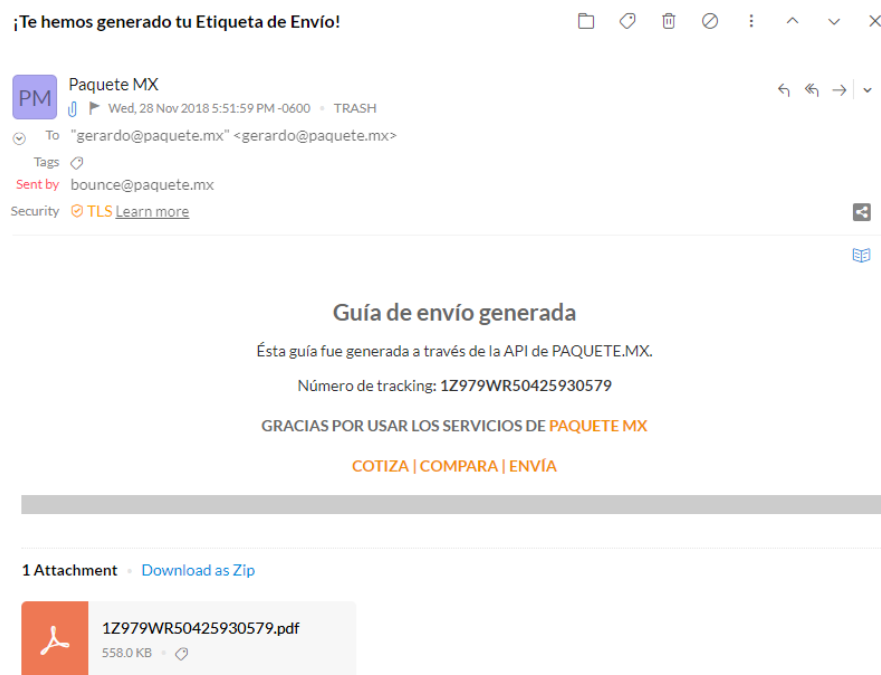 ¡Te hemos generado tu Etiqueta de Envío!
PM
Paquete MX
Wed, 28 Nov 2018 5:51:59 PM -0600 • TRASH
To "gerardo@paquete.mx" <gerardo@paquete.mx>
Tags
Sent by bounce@paquete.mx
Security TLS Learn more
Guía de envío generada
Ésta guía fue generada a través de la API de PAQUETE.MX.
Número de tracking: 1Z979WR50425930579
GRACIAS POR USAR LOS SERVICIOS DE PAQUETE MX
COTIZA | COMPARA | ENVÍA
1 Attachment • Download as Zip
1Z979WR50425930579.pdf
558.0 KB